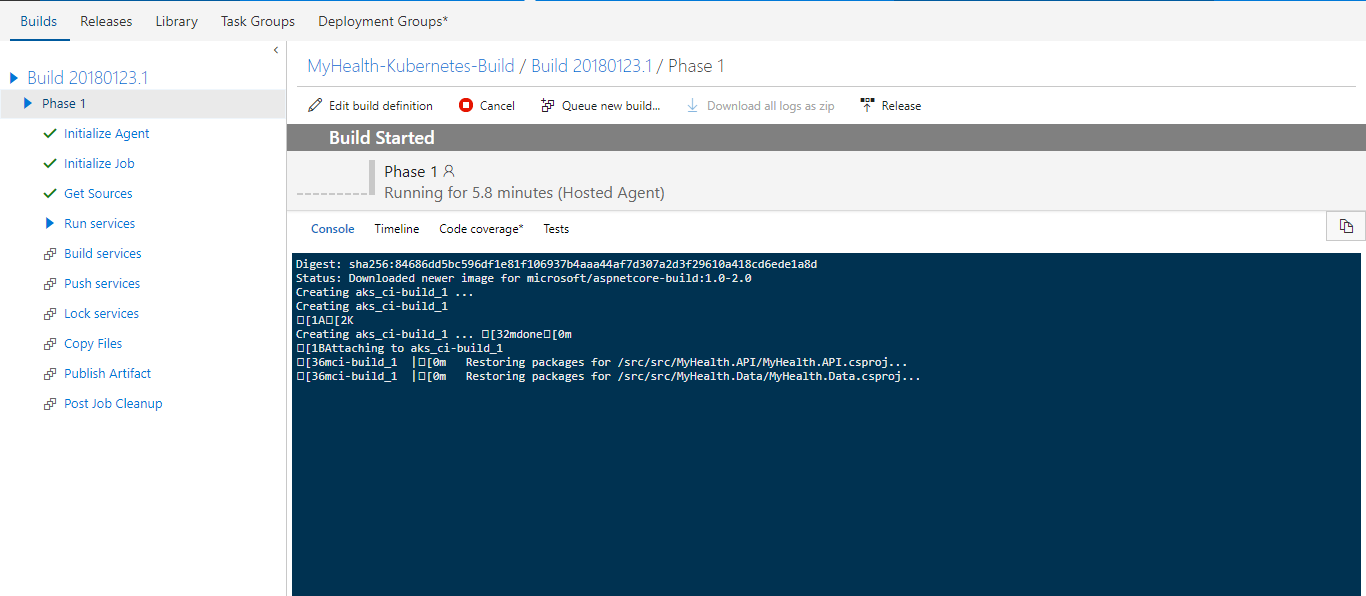 Builds Releases Library Task Groups Deployment Groups*
Build 20180123.1
Phase 1
Initialize Agent
Initialize Job
Get Sources
Run services
Build services
Push services
Lock services
Copy Files
Publish Artifact
Post Job Cleanup
MyHealth-Kubernetes-Build / Build 20180123.1 / Phase 1
Edit build definition Cancel Queue new build... Download all logs as zip Release
Build Started
Phase 1
Running for 5.8 minutes (Hosted Agent)
Console Timeline Code coverage* Tests
Digest: sha256:84686dd5bc596df1e81f106937b4aaa44af7d307a2d3f29610a418cd6ede1a8d
Status: Downloaded newer image for microsoft/aspnetcore-build:1.0-2.0
Creating aks_ci-build_1 ...
Creating aks_ci-build_1
□[1A□[2K
Creating aks_ci-build_1 ... □[32mdone□[0m
□[1BAttaching to aks_ci-build_1
□[36mci-build_1 |□[0m Restoring packages for /src/src/MyHealth.API/MyHealth.API.csproj...
□[36mci-build_1 |□[0m Restoring packages for /src/src/MyHealth.Data/MyHealth.Data.csproj...